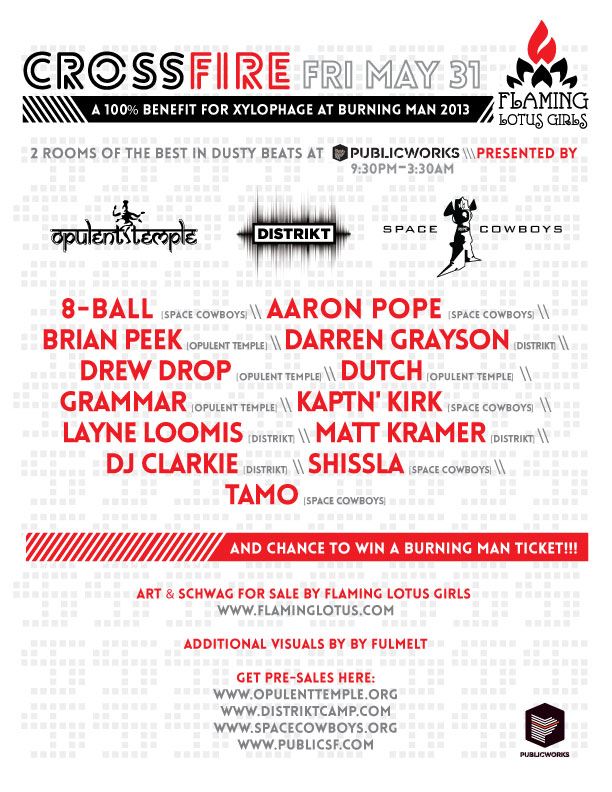 CROSSFIRE FRI MAY 31
A 100% BENEFIT FOR XYLOPHAGE AT BURNING MAN 2013
FLAMING
LOTUS GIRLS
2 ROOMS OF THE BEST IN DUSTY BEATS AT PUBLICWORKS \\\PRESENTED BY
9:30PM–3:30AM
opulent temple
DISTRIKT
SPACE COWBOYS
8-BALL [SPACE COWBOYS] \\ AARON POPE [SPACE COWBOYS] \\
BRIAN PEEK [OPULENT TEMPLE] \\ DARREN GRAYSON [DISTRIKT] \\
DREW DROP [OPULENT TEMPLE] \\ DUTCH [OPULENT TEMPLE] \\
GRAMMAR [OPULENT TEMPLE] \\ KAPTN' KIRK [SPACE COWBOYS] \\
LAYNE LOOMIS [DISTRIKT] \\ MATT KRAMER [DISTRIKT] \\
DJ CLARKIE [DISTRIKT] \\ SHISSLA [SPACE COWBOYS] \\
TAMO [SPACE COWBOYS]
AND CHANCE TO WIN A BURNING MAN TICKET!!!
ART & SCHWAG FOR SALE BY FLAMING LOTUS GIRLS
WWW.FLAMINGLOTUS.COM
ADDITIONAL VISUALS BY BY FULMELT
GET PRE-SALES HERE:
WWW.OPULENTTEMPLE.ORG
WWW.DISTRIKTCAMP.COM
WWW.SPACECOWBOYS.ORG
WWW.PUBLICSF.COM
PUBLICWORKS